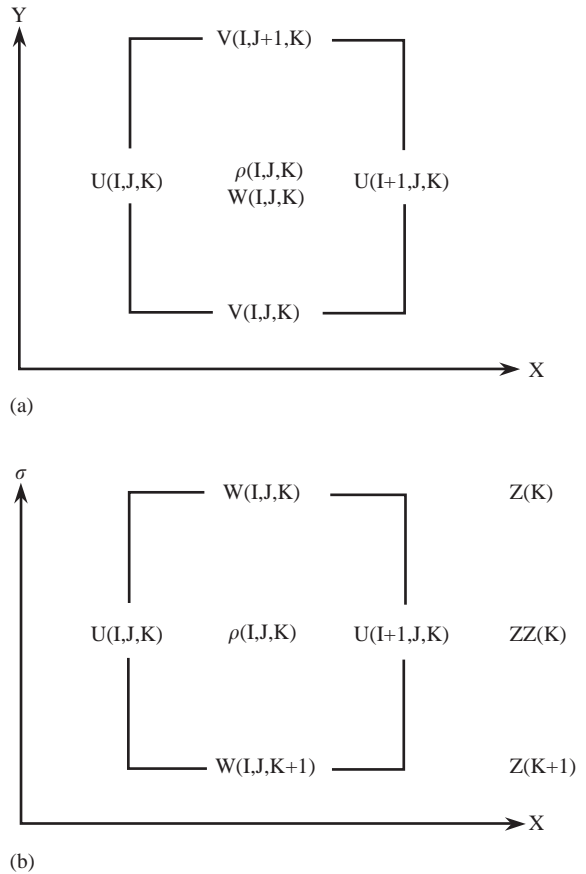 Y
V(I,J+1,K)
U(I,J,K) ρ(I,J,K) U(I+1,J,K)
W(I,J,K)
V(I,J,K)
X
(a)
σ
W(I,J,K) Z(K)
U(I,J,K) ρ(I,J,K) U(I+1,J,K) ZZ(K)
W(I,J,K+1) Z(K+1)
X
(b)